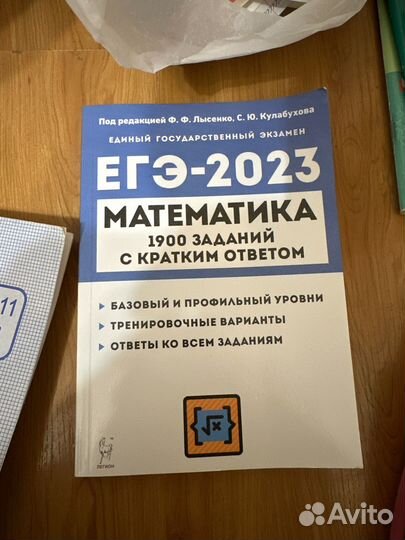 Под редакцией Ф. Ф. Лысенко, С. Ю. Кулабухова
ЕДИНЫЙ ГОСУДАРСТВЕННЫЙ ЭКЗАМЕН
ЕГЭ-2023
МАТЕМАТИКА
1900 ЗАДАНИЙ
С КРАТКИМ ОТВЕТОМ
БАЗОВЫЙ И ПРОФИЛЬНЫЙ УРОВНИ
ТРЕНИРОВОЧНЫЕ ВАРИАНТЫ
ОТВЕТЫ КО ВСЕМ ЗАДАНИЯМ
11
√x
ЛЕГИОН
Avito